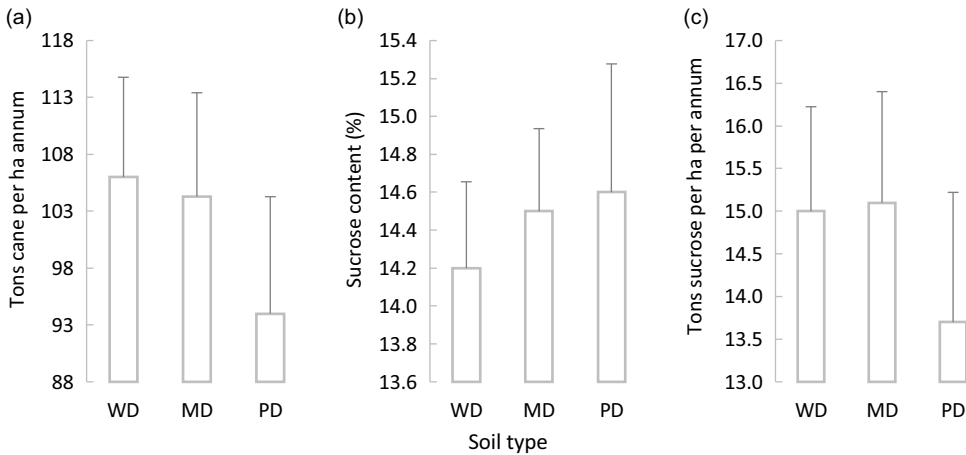 (a)
Tons cane per ha annum
118
113
108
103
98
93
88
WD MD PD
(b)
Sucrose content (%)
15.4
15.2
15.0
14.8
14.6
14.4
14.2
14.0
13.8
13.6
WD MD PD
Soil type
(c)
Tons sucrose per ha per annum
17.0
16.5
16.0
15.5
15.0
14.5
14.0
13.5
13.0
WD MD PD